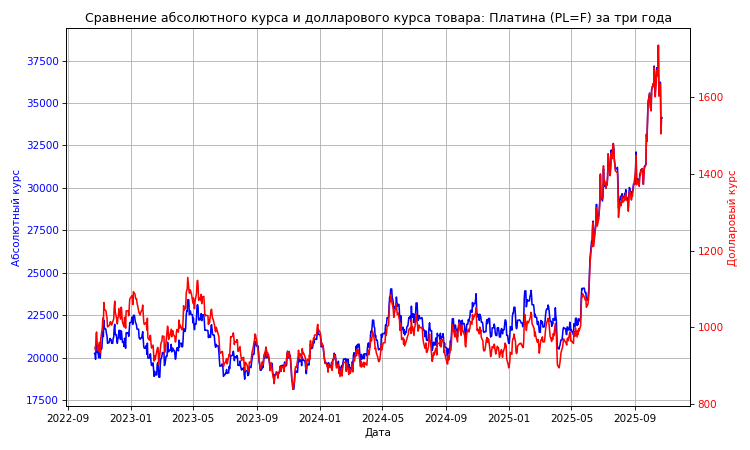 Сравнение абсолютного курса и долларового курса товара: Платина (PL=F) за три года
Абсолютный курс
37500
35000
32500
30000
27500
25000
22500
20000
17500
1600
1400
1200
1000
800
Долларовый курс
2022-09 2023-01 2023-05 2023-09 2024-01 2024-05 2024-09 2025-01 2025-05 2025-09
Дата